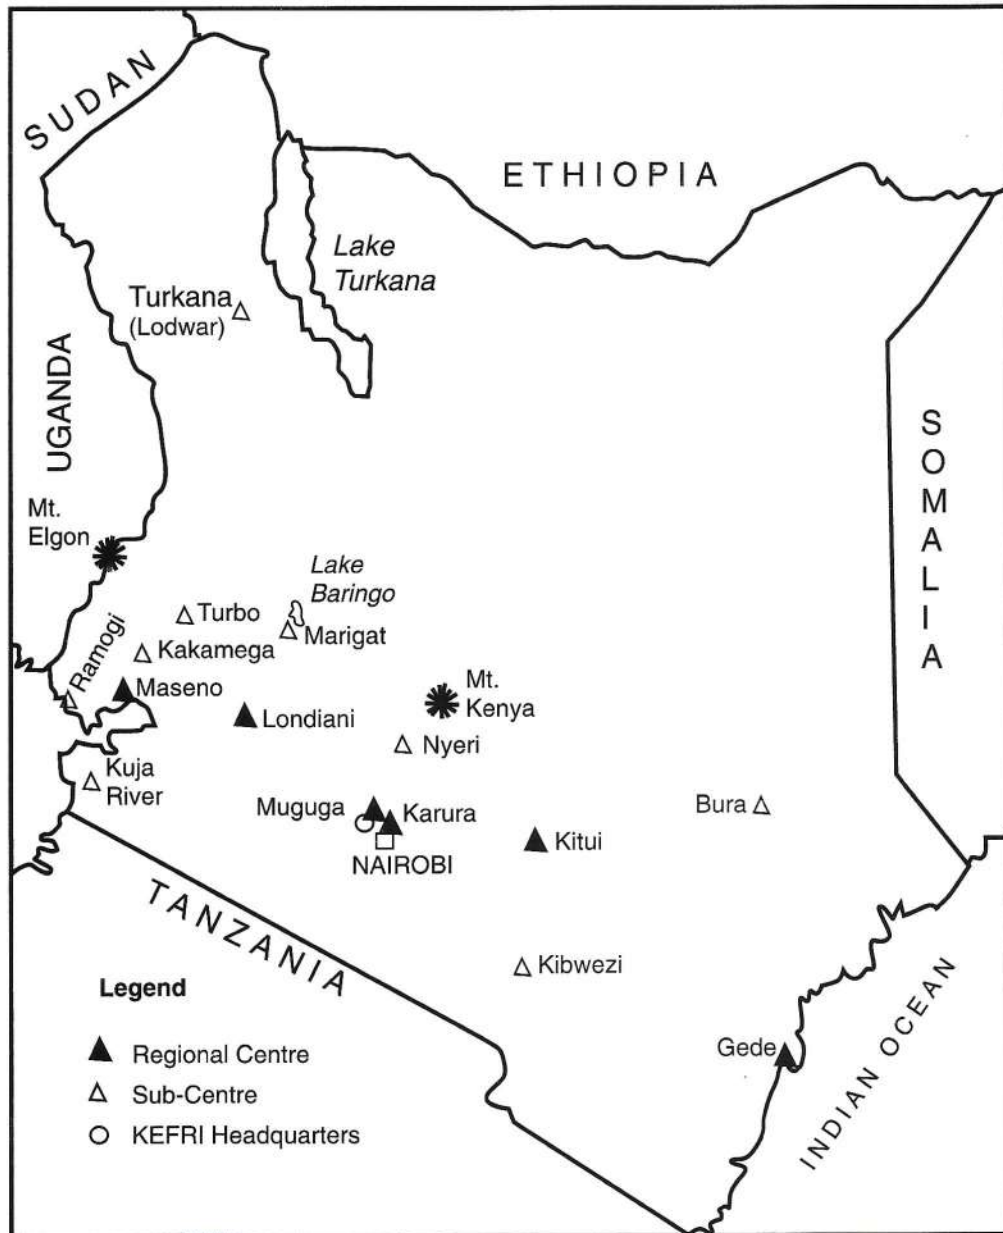 SUDAN
ETHIOPIA
Lake
Turkana
Turkana
(Lodwar)
UGANDA
SOMALIA
Mt.
Elgon
Lake
Baringo
Turbo
Marigat
Ramogi
Kakamega
Maseno
Mt.
Kenya
Londiani
Nyeri
Kuja
River
Muguga
Karura
Bura
Kitui
NAIROBI
TANZANIA
Kibwezi
INDIAN OCEAN
Gede
Legend
Regional Centre
Sub-Centre
KEFRI Headquarters